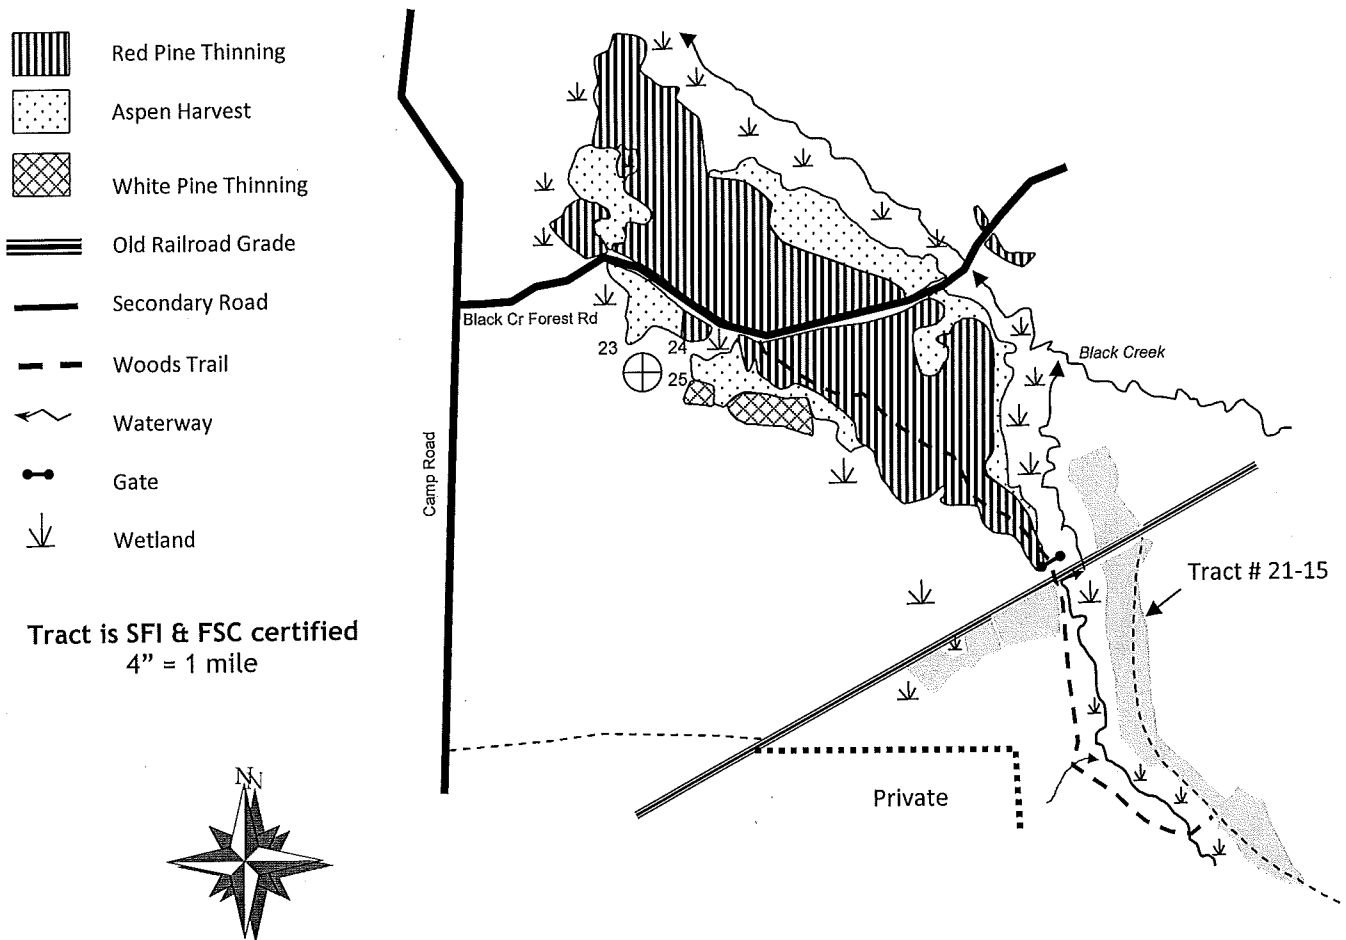 Red Pine Thinning
Aspen Harvest
White Pine Thinning
Old Railroad Grade
Secondary Road
Woods Trail
Waterway
Gate
Wetland
Tract is SFI & FSC certified
4” = 1 mile
N
N
Camp Road
Black Cr Forest Rd
23
24
25
Black Creek
Tract # 21-15
Private